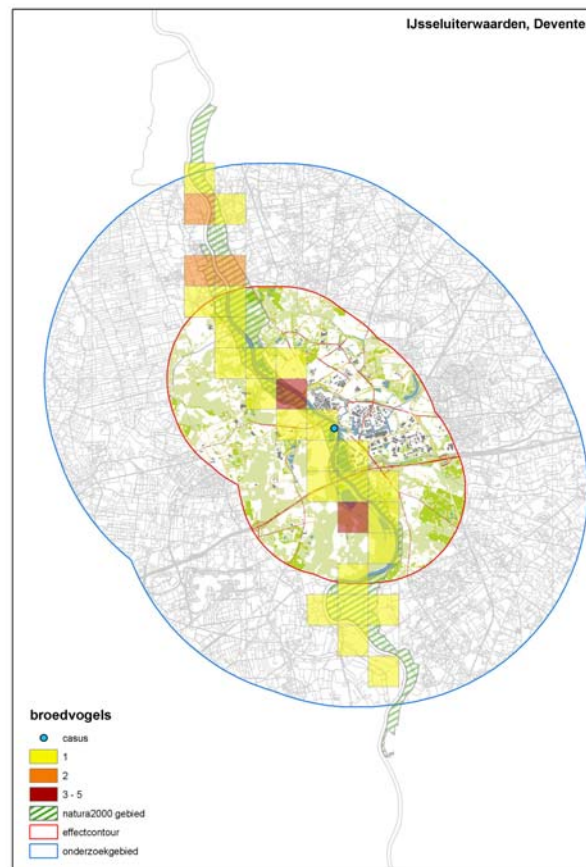 IJsseluiterwaarden, Devente
broedvogels
casus
1
2
3 - 5
natura2000 gebied
effectcontour
onderzoekgebied